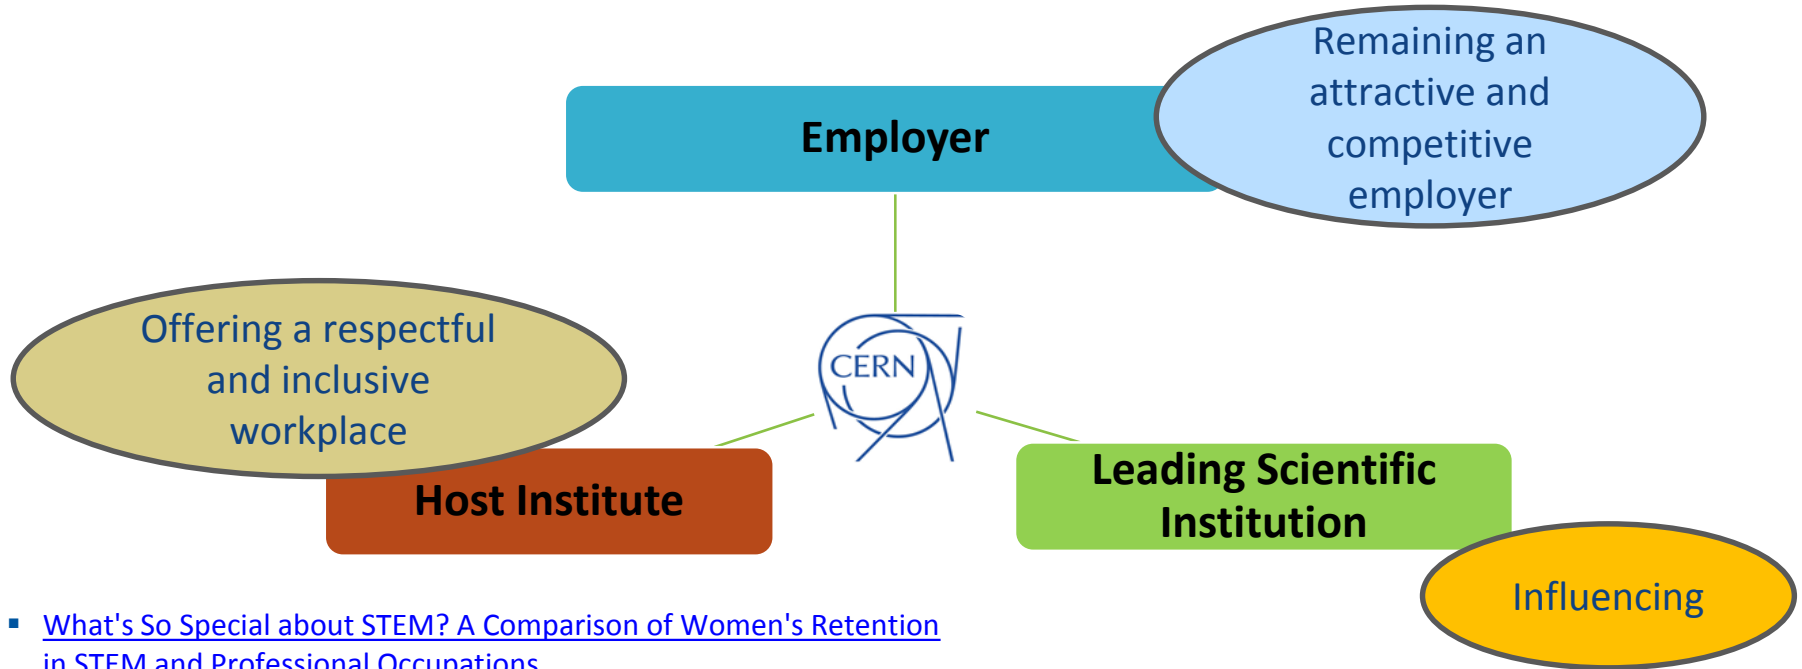 Remaining an
attractive and
competitive
employer
Employer
Offering a respectful
and inclusive
workplace
CERN
Host Institute
Leading Scientific
Institution
Influencing
▪ What's So Special about STEM? A Comparison of Women's Retention
in STEM and Professional Occupations